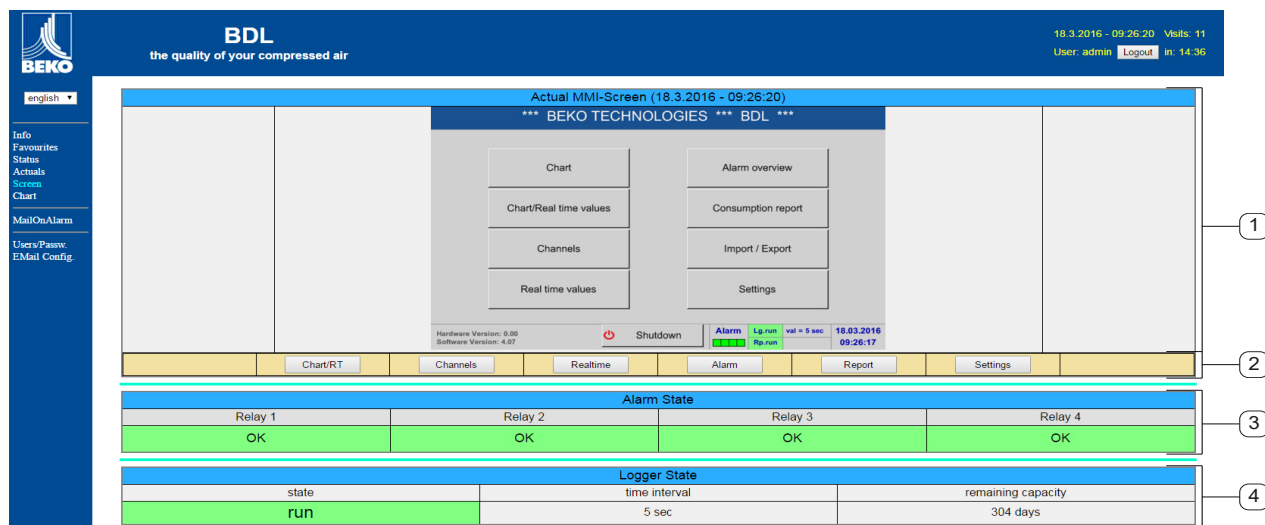 BEKO
BDL
the quality of your compressed air
18.3.2016 - 09:26:20 Visits: 11
User: admin Logout in: 14:36
english
Info
Favourites
Status
Actuals
Screen
Chart
MailOnAlarm
Users/Passw.
EMail Config.
Actual MMI-Screen (18.3.2016 - 09:26:20)
*** BEKO TECHNOLOGIES *** BDL ***
Chart
Alarm overview
Chart/Real time values
Consumption report
Channels
Import / Export
Real time values
Settings
Hardware Version: 0.00
Software Version: 4.07
Shutdown
Alarm
Lg.run val = 5 sec
Rp.run
18.03.2016
09:26:17
Chart/RT Channels Realtime Alarm Report Settings
Alarm State
Relay 1 Relay 2 Relay 3 Relay 4
OK OK OK OK
Logger State
state time interval remaining capacity
run 5 sec 304 days
1
2
3
4